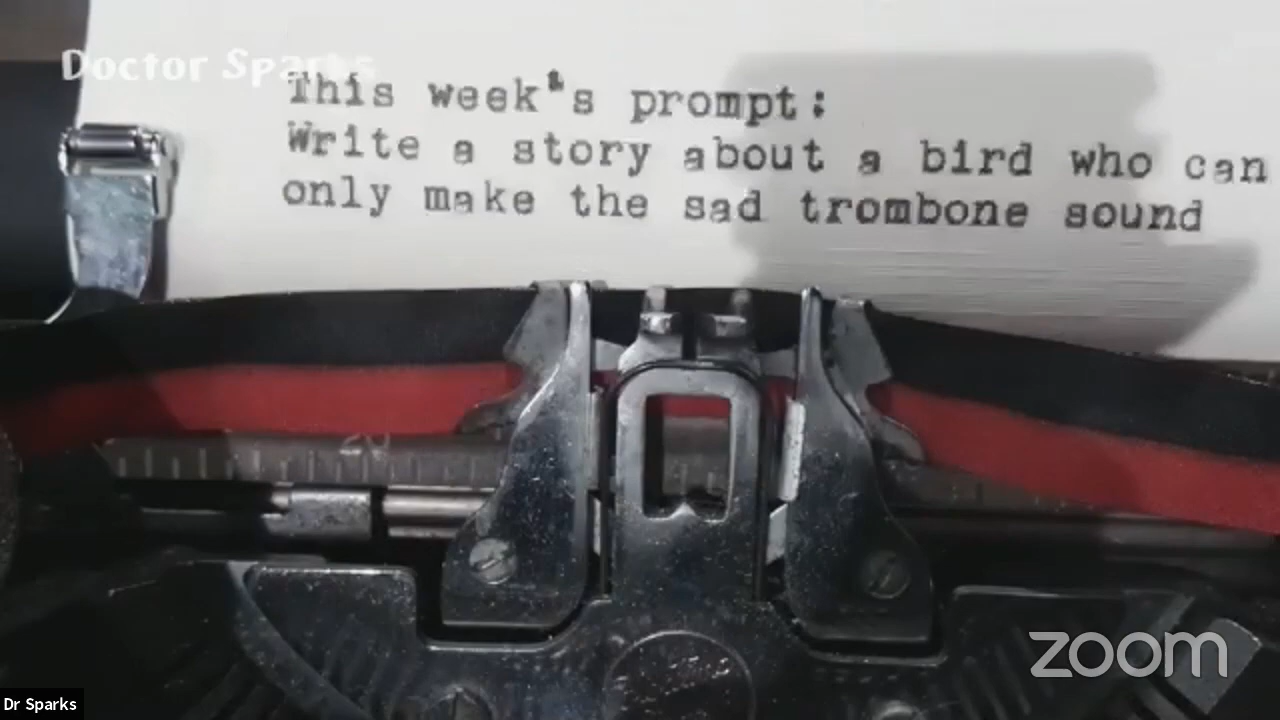 Doctor Sparks
This week's prompt:
Write a story about a bird who can
only make the sad trombone sound
zoom
Dr Sparks